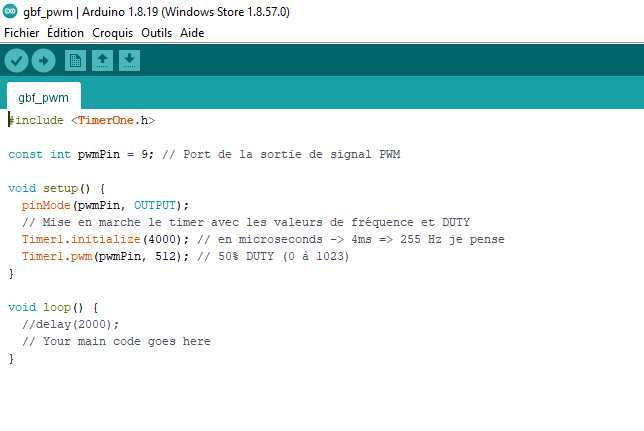 gbf_pwm | Arduino 1.8.19 (Windows Store 1.8.57.0)
Fichier Édition Croquis Outils Aide
gbf_pwm
#include <TimerOne.h>
const int pwmPin = 9; // Port de la sortie de signal PWM
void setup() {
pinMode(pwmPin, OUTPUT);
// Mise en marche le timer avec les valeurs de fréquence et DUTY
Timer1.initialize(4000); // en microseconds -> 4ms => 255 Hz je pense
Timer1.pwm(pwmPin, 512); // 50% DUTY (0 à 1023)
}
void loop() {
//delay(2000);
// Your main code goes here
}